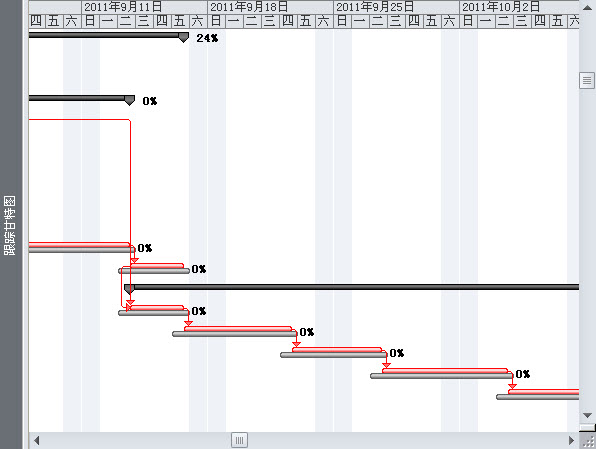 2011年9月11日 2011年9月18日 2011年9月25日 2011年10月2日
四 五 六 日 一 二 三 四 五 六 日 一 二 三 四 五 六 日 一 二 三 四 五 六 日 一 二 三 四 五 六
24%
0%
跟踪甘特图
0%
0%
0%
0%
0%
0%